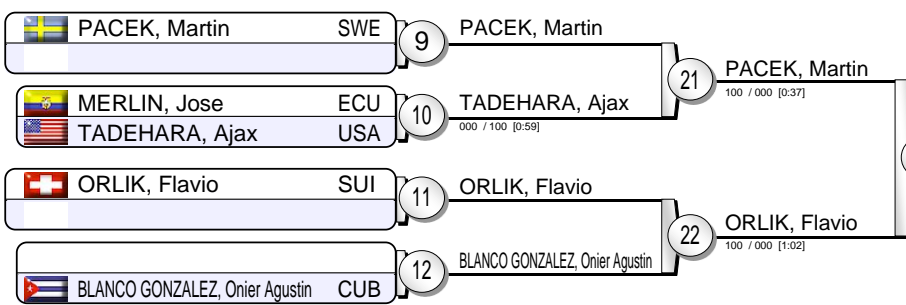 PACEK, Martin SWE
9
PACEK, Martin
21
PACEK, Martin
100 / 000 [0:37]
MERLIN, Jose ECU
TADEHARA, Ajax USA
10
TADEHARA, Ajax
000 / 100 [0:59]
ORLIK, Flavio SUI
11
ORLIK, Flavio
22
ORLIK, Flavio
100 / 000 [1:02]
BLANCO GONZALEZ, Onier Agustin CUB
12
BLANCO GONZALEZ, Onier Agustin